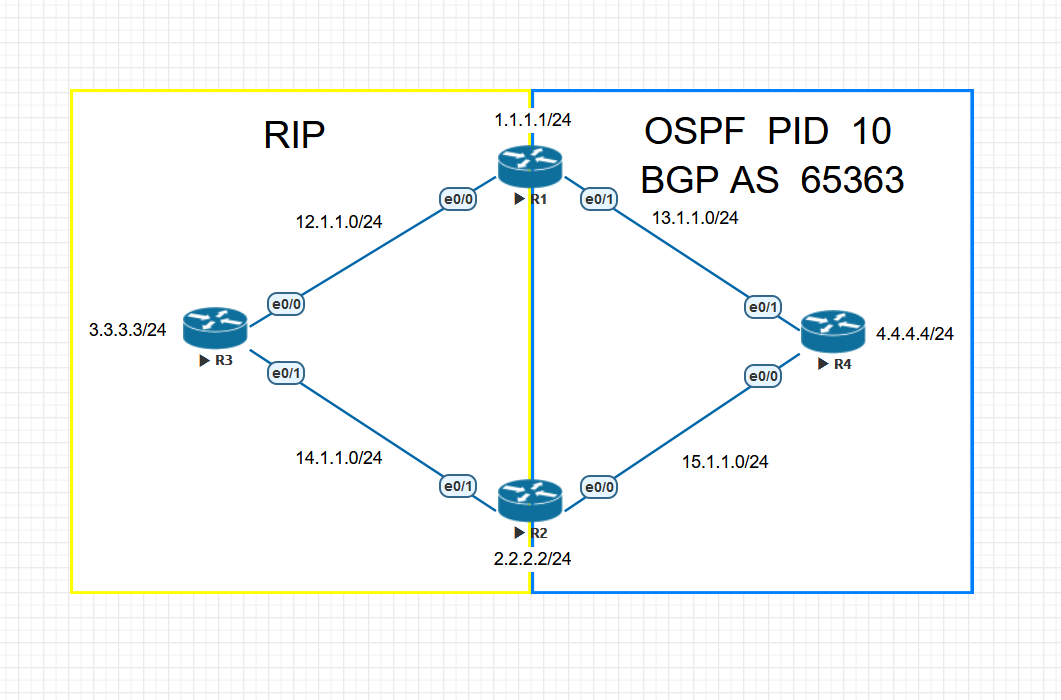 1.1.1.1/24
RIP
OSPF PID 10
BGP AS 65363
e0/0
R1
e0/1
12.1.1.0/24
13.1.1.0/24
e0/0
e0/1
3.3.3.3/24
4.4.4.4/24
R3
R4
e0/1
e0/0
14.1.1.0/24
15.1.1.0/24
e0/1
e0/0
R2
2.2.2.2/24